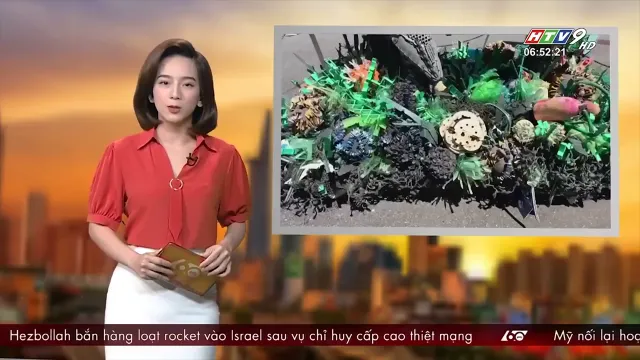 HTV9 HD
06:52:21
Hezbollah bắn hàng loạt rocket vào Israel sau vụ chỉ huy cấp cao thiệt mạng
60
Mỹ nối lại hoạ